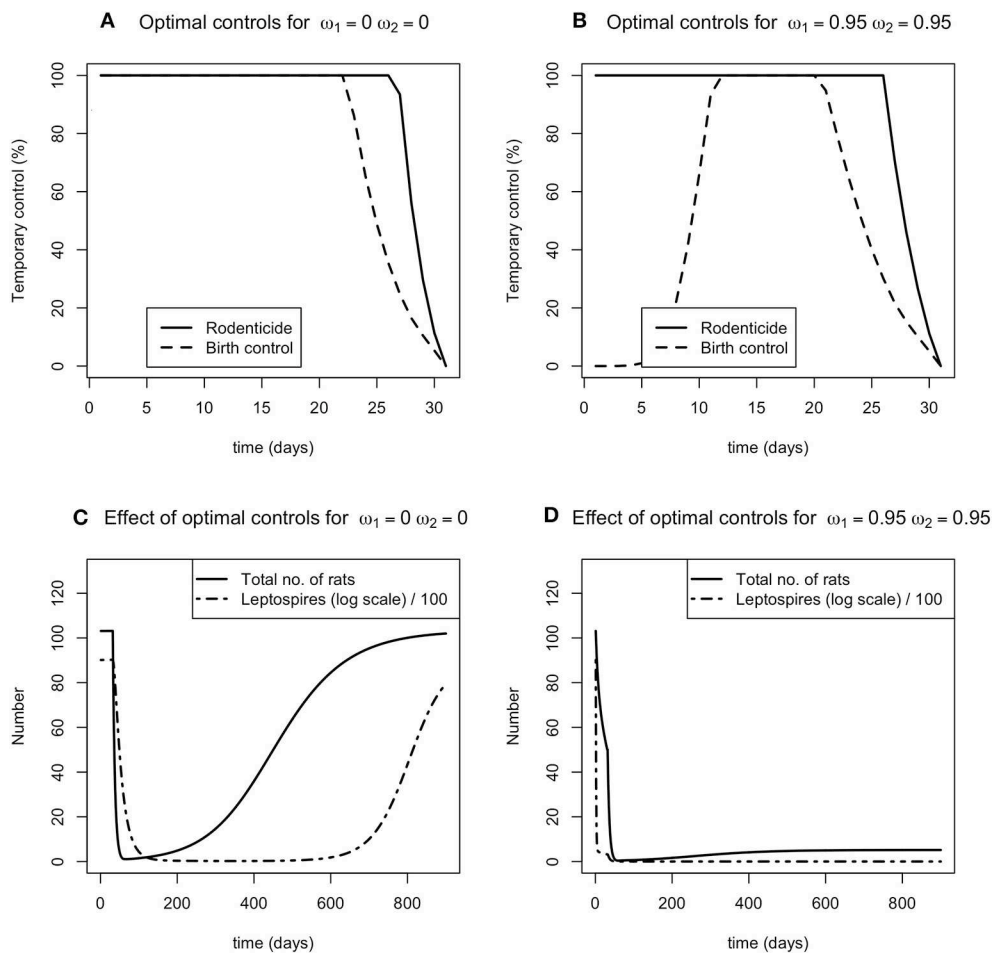 A Optimal controls for ω1 = 0 ω2 = 0
Temporary control (%)
100
80
60
40
20
0
Rodenticide
Birth control
0 5 10 15 20 25 30
time (days)
B Optimal controls for ω1 = 0.95 ω2 = 0.95
Temporary control (%)
100
80
60
40
20
0
Rodenticide
Birth control
0 5 10 15 20 25 30
time (days)
C Effect of optimal controls for ω1 = 0 ω2 = 0
Number
120
100
80
60
40
20
0
Total no. of rats
Leptospires (log scale) / 100
0 200 400 600 800
time (days)
D Effect of optimal controls for ω1 = 0.95 ω2 = 0.95
Number
120
100
80
60
40
20
0
Total no. of rats
Leptospires (log scale) / 100
0 200 400 600 800
time (days)